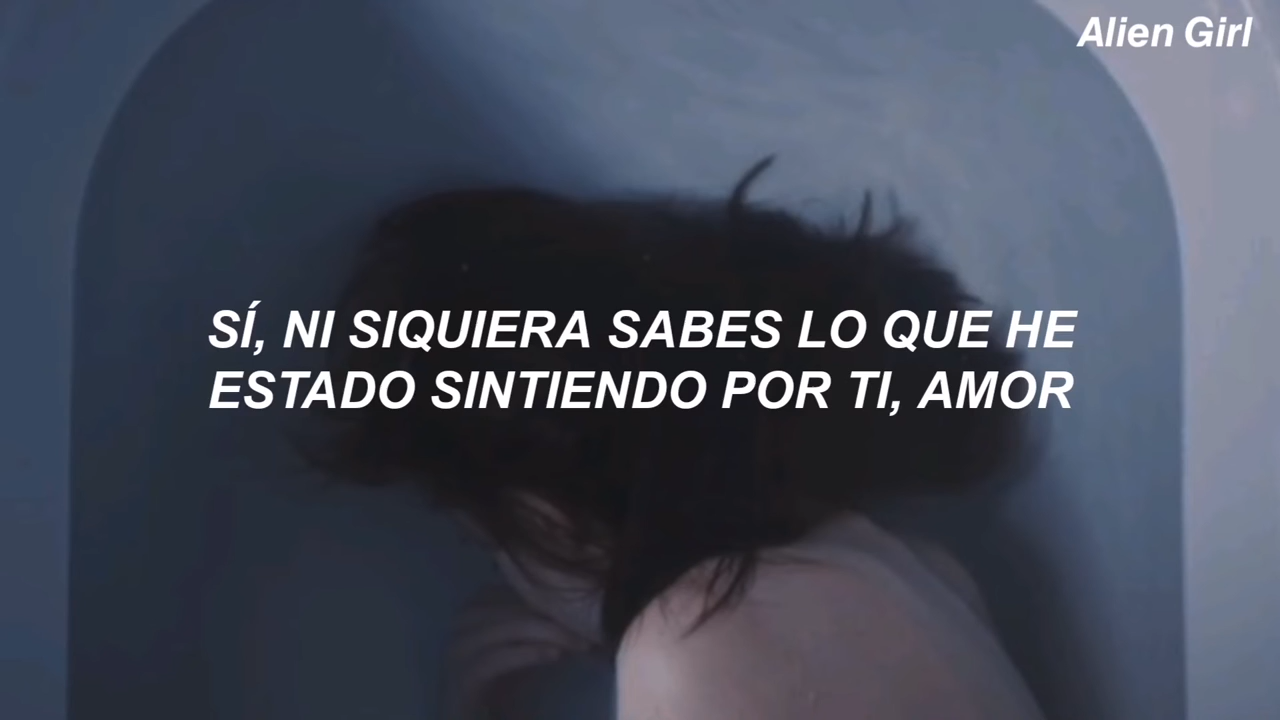 Alien Girl
SÍ, NI SIQUIERA SABES LO QUE HE
ESTADO SINTIENDO POR TI, AMOR